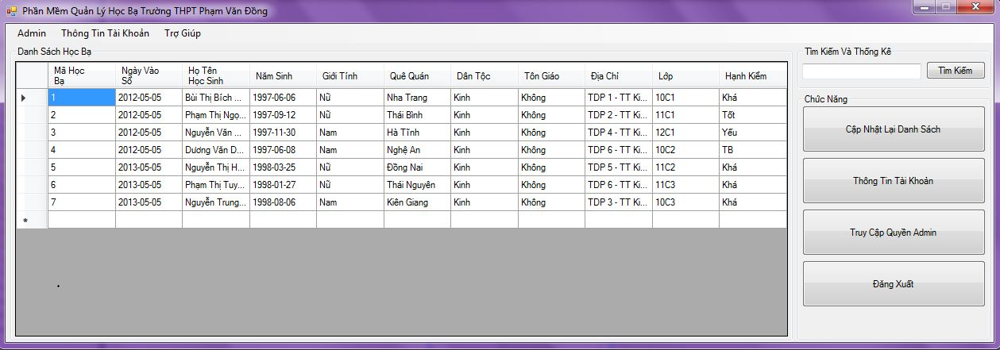 Phần Mềm Quản Lý Học Bạ Trường THPT Phạm Văn Đồng
Admin Thông Tin Tài Khoản Trợ Giúp
Danh Sách Học Bạ
Mã Học Bạ Ngày Vào Sổ Họ Tên Học Sinh Năm Sinh Giới Tính Quê Quán Dân Tộc Tôn Giáo Địa Chỉ Lớp Hạnh Kiểm
1 2012-05-05 Bùi Thị Bích ... 1997-06-06 Nữ Nha Trang Kinh Không TDP 1 - TT Ki... 10C1 Khá
2 2012-05-05 Phạm Thị Ngọ... 1997-09-12 Nữ Thái Bình Kinh Không TDP 2 - TT Ki... 11C1 Tốt
3 2012-05-05 Nguyễn Văn ... 1997-11-30 Nam Hà Tĩnh Kinh Không TDP 4 - TT Ki... 12C1 Yếu
4 2012-05-05 Dương Văn D... 1997-06-08 Nam Nghệ An Kinh Không TDP 6 - TT Ki... 10C2 TB
5 2013-05-05 Nguyễn Thị H... 1998-03-25 Nữ Đồng Nai Kinh Không TDP 5 - TT Ki... 11C2 Khá
6 2013-05-05 Phạm Thị Tuy... 1998-01-27 Nữ Thái Nguyên Kinh Không TDP 6 - TT Ki... 11C3 Khá
7 2013-05-05 Nguyễn Trung... 1998-08-06 Nam Kiên Giang Kinh Không TDP 3 - TT Ki... 10C3 Khá
Tìm Kiếm Và Thống Kê
Tìm Kiếm
Chức Năng
Cập Nhật Lại Danh Sách
Thông Tin Tài Khoản
Truy Cập Quyền Admin
Đăng Xuất